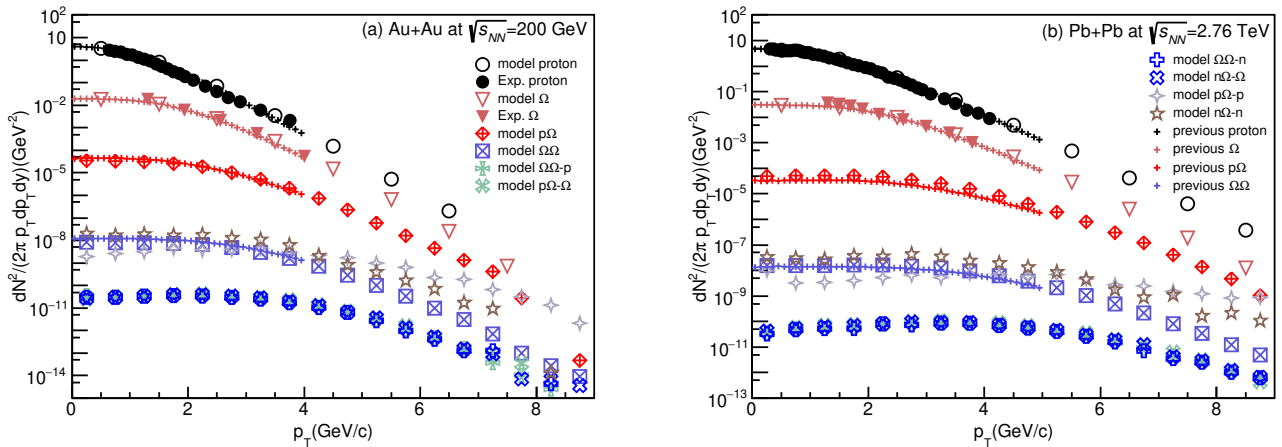 (a) Au+Au at √s_NN=200 GeV
model proton
Exp. proton
model Ω
Exp. Ω
model pΩ
model ΩΩ
model ΩΩ-p
model pΩ-Ω
dN²/(2π p_T dp_T dy)(GeV⁻²)
10²
10
10⁻²
10⁻⁵
10⁻⁸
10⁻¹¹
10⁻¹⁴
0 2 4 6 8
p_T(GeV/c)
(b) Pb+Pb at √s_NN=2.76 TeV
model ΩΩ-n
model nΩ-Ω
model pΩ-p
model nΩ-n
previous proton
previous Ω
previous pΩ
previous ΩΩ
dN²/(2π p_T dp_T dy)(GeV⁻²)
10²
10
10⁻¹
10⁻³
10⁻⁵
10⁻⁷
10⁻⁹
10⁻¹¹
10⁻¹³
0 2 4 6 8
p_T(GeV/c)